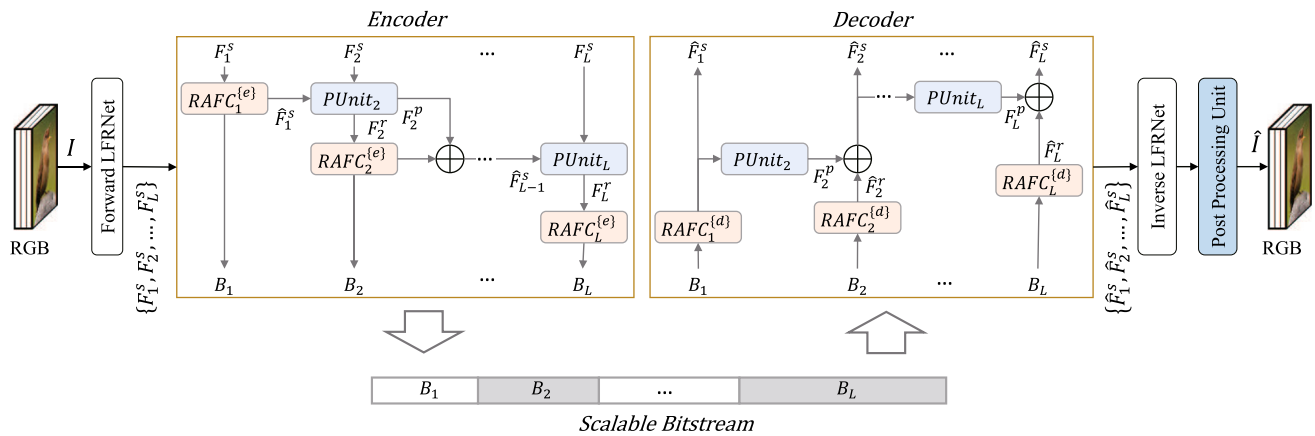 Encoder
Decoder
F_1^s F_2^s ... F_L^s
RAFC_1^{e} PUnit_2
F̂_1^s F_2^p
F_2^r
RAFC_2^{e} ... PUnit_L
F̂_{L-1}^s F_L^r
RAFC_L^{e}
B_1 B_2 ... B_L
F̂_1^s F̂_2^s ... F̂_L^s
... PUnit_L
F_L^p
PUnit_2
F_2^p F̂_2^r F̂_L^r
RAFC_1^{d} RAFC_2^{d} RAFC_L^{d}
B_1 B_2 ... B_L
I
RGB
Forward LFRNet
{F_1^s, F_2^s, ..., F_L^s}
{F̂_1^s, F̂_2^s, ..., F̂_L^s}
Inverse LFRNet
Post Processing Unit
Î
RGB
B_1 B_2 ... B_L
Scalable Bitstream